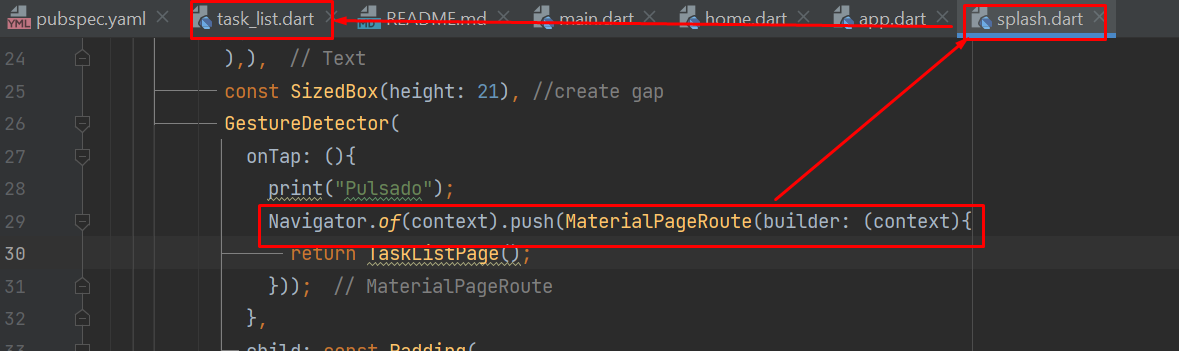 pubspec.yaml task_list.dart README.md main.dart home.dart app.dart splash.dart
24 ),), // Text
25 const SizedBox(height: 21), //create gap
26 GestureDetector(
27 onTap: (){
28 print("Pulsado");
29 Navigator.of(context).push(MaterialPageRoute(builder: (context){
30 return TaskListPage();
31 })); // MaterialPageRoute
32 },
33 child: const Padding(